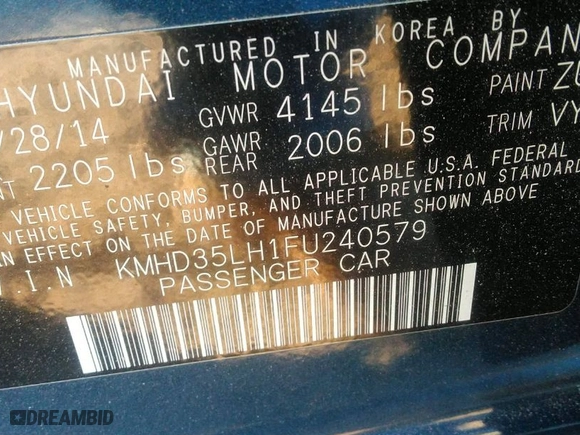 MANUFACTURED IN KOREA BY
HYUNDAI MOTOR COMPAN
/28/14 GVWR 4145 lbs PAINT
NT 2205 lbs GAWR REAR 2006 lbs TRIM VY
VEHICLE CONFORMS TO ALL APPLICABLE U.S.A. FEDERAL
VEHICLE SAFETY, BUMPER, AND THEFT PREVENTION STANDARD
IN EFFECT ON THE DATE OF MANUFACTURE SHOWN ABOVE
.I.N KMHD35LH1FU240579
PASSENGER CAR
DREAMBID